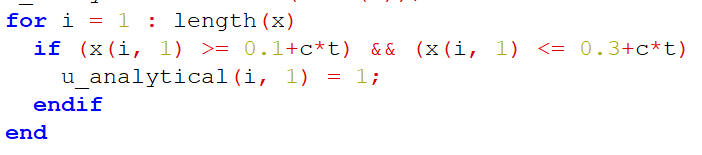 for i = 1 : length(x)
  if (x(i, 1) >= 0.1+c*t) && (x(i, 1) <= 0.3+c*t)
    u_analytical(i, 1) = 1;
  endif
end